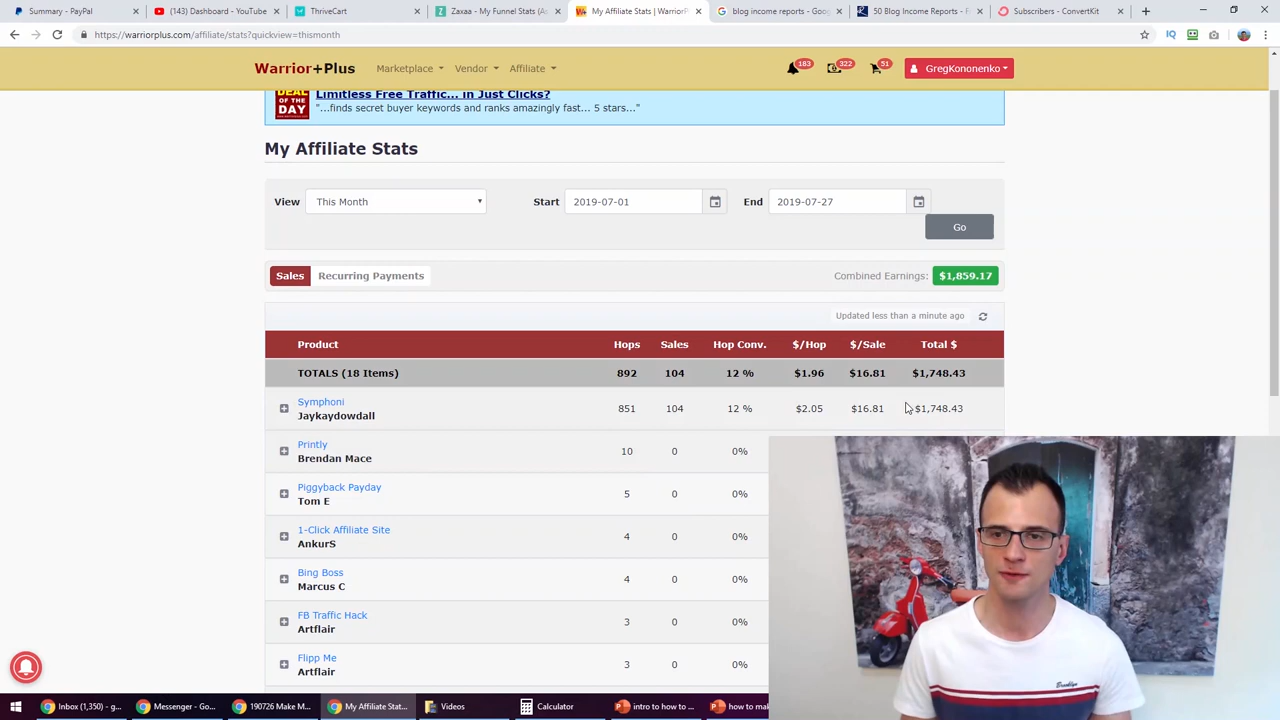 Summary - PayPal
(143) Dashboard - YouTube
ThriveCart
Zaxaa - My Funnel Stats (As
My Affiliate Stats | WarriorP
blog income reports - Goog
50 Blog Income Reports - E
Subscribers - ConvertKit
https://warriorplus.com/affiliate/stats?quickview=thismonth
Warrior+Plus
Marketplace
Vendor
Affiliate
183
322
51
GregKononenko
DEAL OF THE DAY
Limitless Free Traffic... in Just Clicks?
"...finds secret buyer keywords and ranks amazingly fast... 5 stars..."
My Affiliate Stats
View This Month Start 2019-07-01 End 2019-07-27
Go
Sales Recurring Payments Combined Earnings: $1,859.17
Updated less than a minute ago
Product Hops Sales Hop Conv. $/Hop $/Sale Total $
TOTALS (18 Items) 892 104 12 % $1.96 $16.81 $1,748.43
Symphoni 851 104 12 % $2.05 $16.81 $1,748.43
Jaykaydowdall
Printly 10 0 0%
Brendan Mace
Piggyback Payday 5 0 0%
Tom E
1-Click Affiliate Site 4 0 0%
AnkurS
Bing Boss 4 0 0%
Marcus C
FB Traffic Hack 3 0 0%
Artflair
Flipp Me 3 0 0%
Artflair
Brooklyn
Inbox (1,350) - g...
Messenger - Go...
190726 Make M...
My Affiliate Stat...
Videos
Calculator
intro to how to ...
how to mak